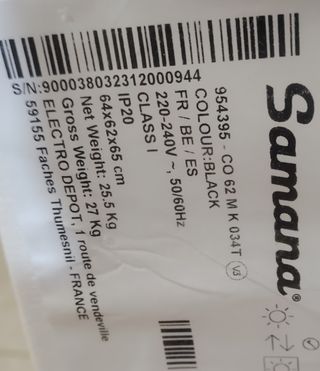 Samana®
954395 - CO 62 M K 034T V3
COLOUR:BLACK
FR / BE / ES
220-240V ~, 50/60Hz
CLASS I
IP20
64x62x65 cm
Net Weight: 25.5 Kg
Gross Weight: 27 Kg
ELECTRO DEPOT, 1 route de vendeville
59155 Faches Thumesnil - FRANCE
S/N:900038032312000944